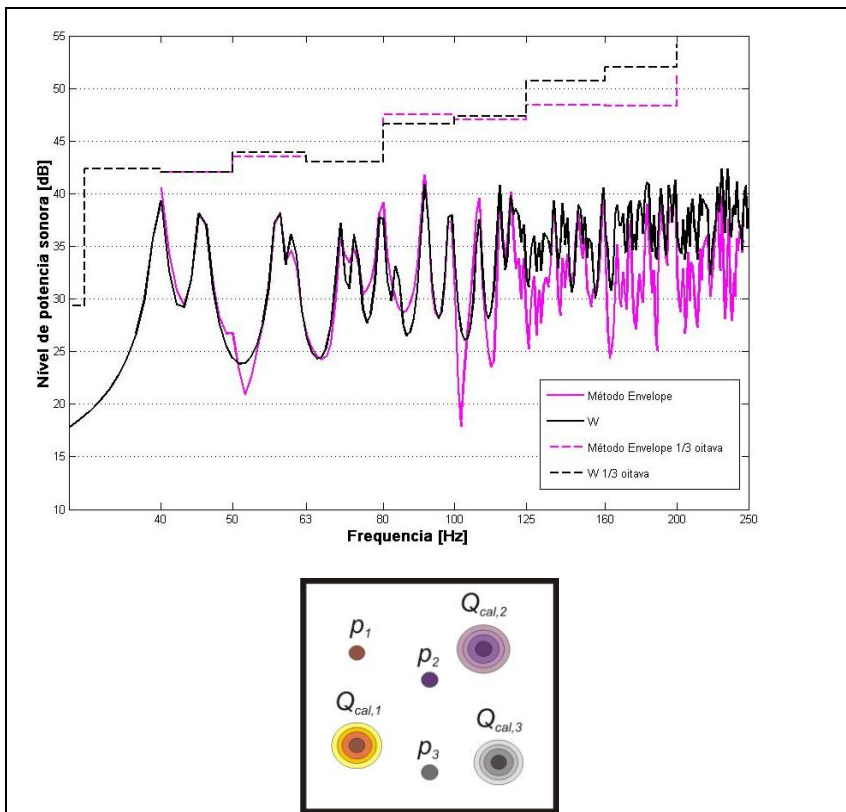 55
50
45
40
35
30
25
20
15
10
Nível de potencia sonora [dB]
40 50 63 80 100 125 160 200 250
Frequencia [Hz]
Método Envelope
W
Método Envelope 1/3 oitava
W 1/3 oitava
Qcal,2
p1
p2
Qcal,1
Qcal,3
p3